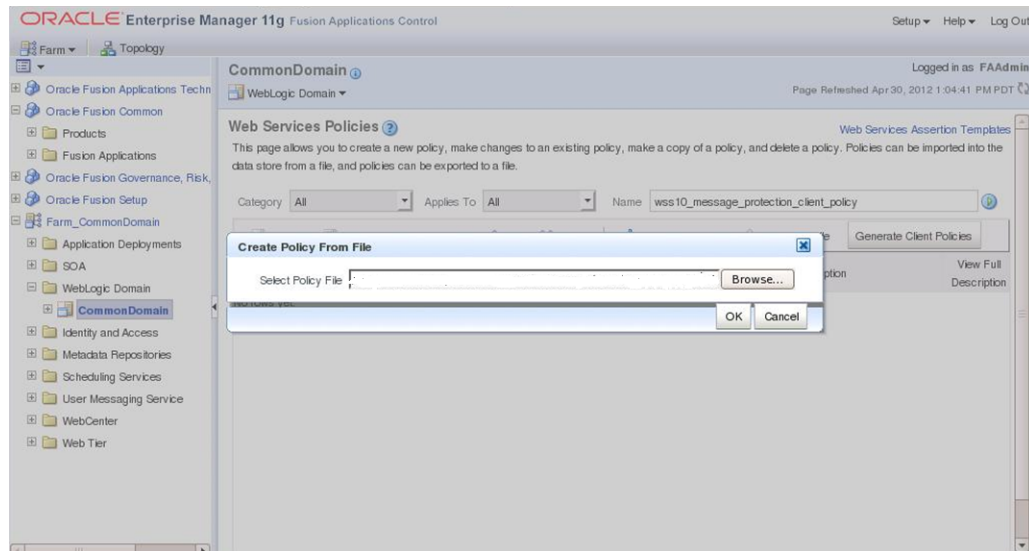 ORACLE Enterprise Manager 11g Fusion Applications Control
Setup Help Log Out
Farm Topology
Oracle Fusion Applications Techn
Oracle Fusion Common
Products
Fusion Applications
Oracle Fusion Governance, Risk,
Oracle Fusion Setup
Farm_CommonDomain
Application Deployments
SOA
WebLogic Domain
CommonDomain
Identity and Access
Metadata Repositories
Scheduling Services
User Messaging Service
WebCenter
Web Tier
CommonDomain
Logged in as FAAdmin
WebLogic Domain
Page Refreshed Apr 30, 2012 1:04:41 PM PDT
Web Services Policies
Web Services Assertion Templates
This page allows you to create a new policy, make changes to an existing policy, make a copy of a policy, and delete a policy. Policies can be imported into the
data store from a file, and policies can be exported to a file.
Category All Applies To All Name wss10_message_protection_client_policy
Generate Client Policies
View Full
Description
Create Policy From File
Select Policy File Browse...
OK Cancel